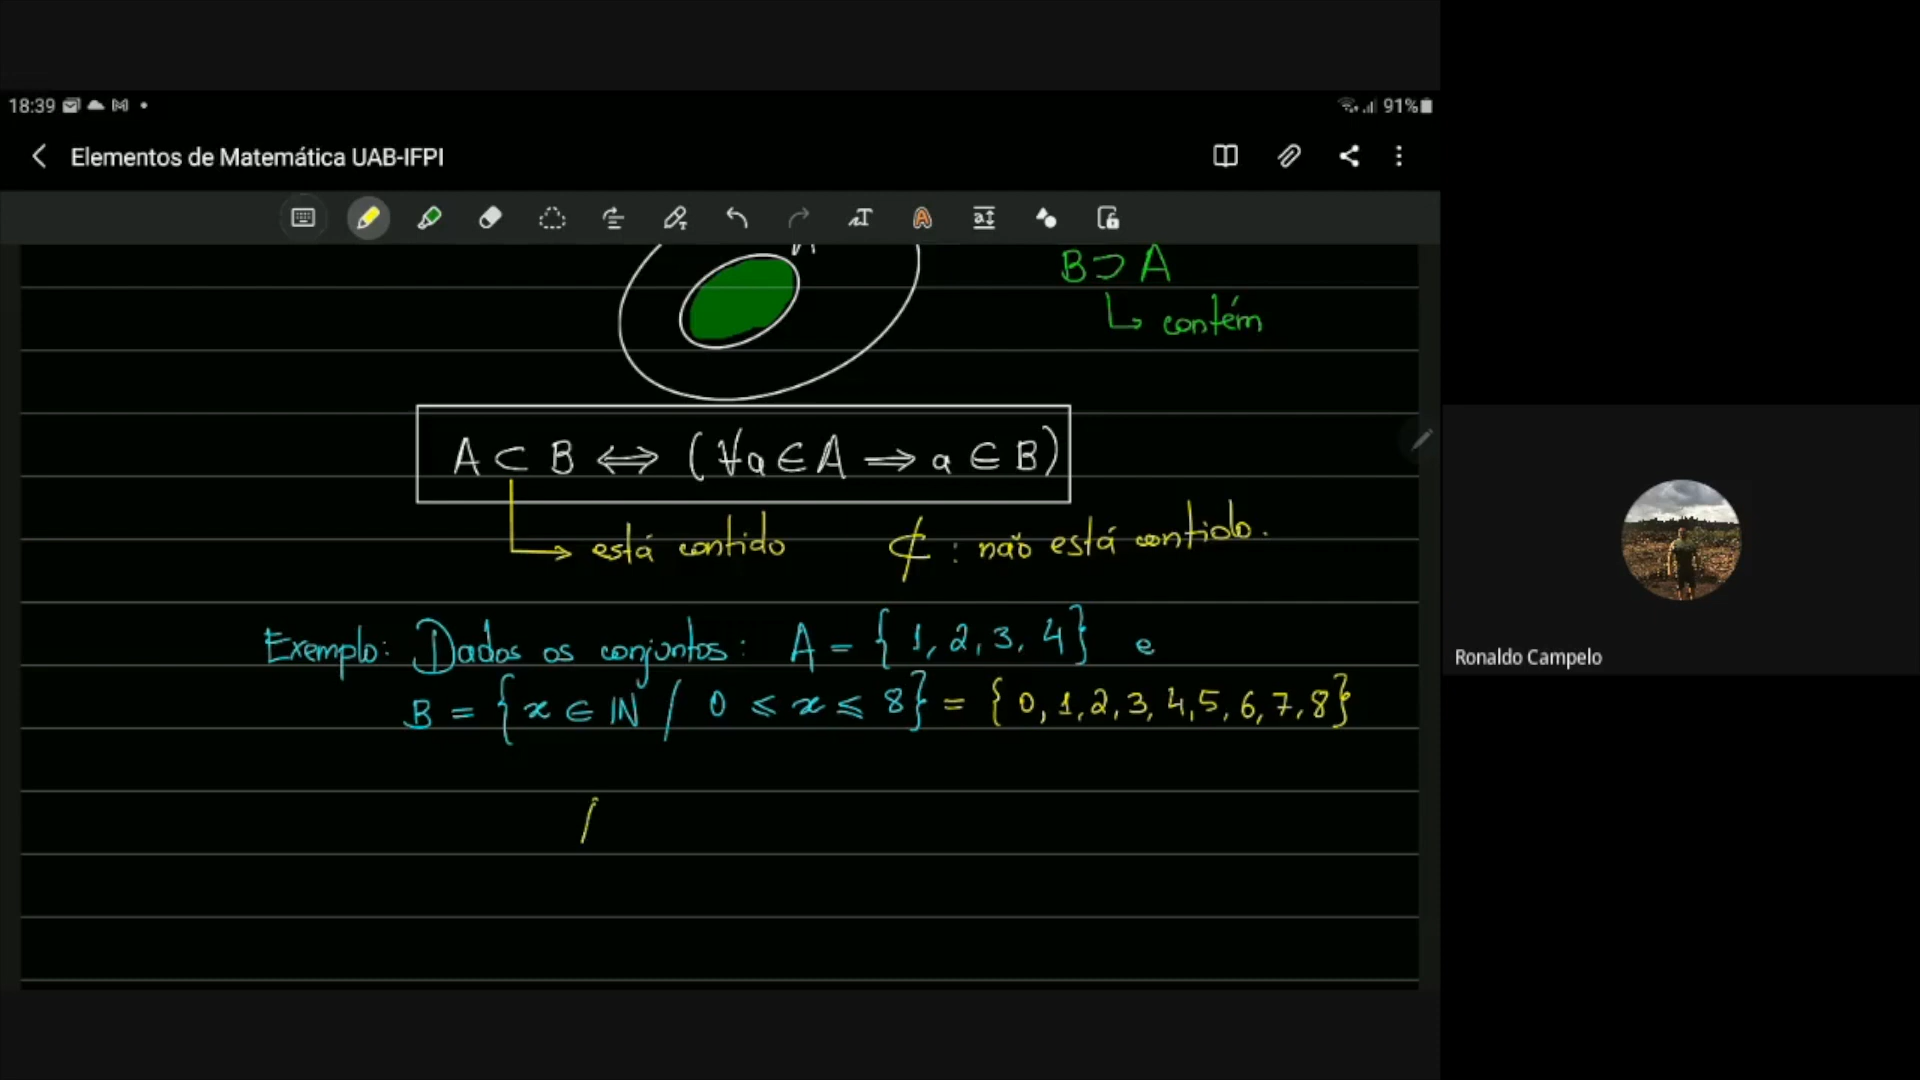 18:39 91%
Elementos de Matemática UAB-IFPI
B ⊃ A
contém
A ⊂ B ⟺ (∀a ∈ A ⟹ a ∈ B)
está contido ⊄ : não está contido.
Exemplo: Dados os conjuntos: A = { 1, 2, 3, 4} e
B = { x ∈ IN / 0 ≤ x ≤ 8} = { 0, 1, 2, 3, 4, 5, 6, 7, 8}
Ronaldo Campelo